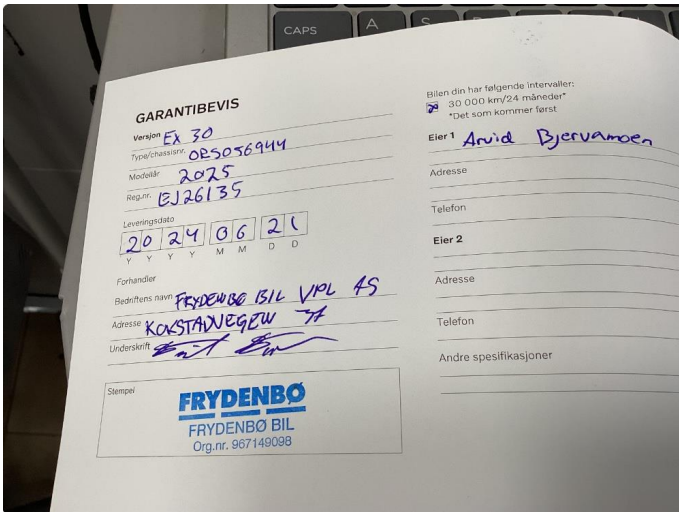 CAPS
A
S
GARANTIBEVIS
Versjon EX 30
Type/chassisnr. ORS056944
Modellår 2025
Reg.nr. EJ26135
Leveringsdato
20 24 06 21
Y Y Y Y M M D D
Forhandler
Bedriftens navn FRYDENBØ BIL VPL AS
Adresse KOKSTADVEGEN
Underskrift
Stempel
FRYDENBØ
FRYDENBØ BIL
Org.nr. 967149098
Bilen din har følgende intervaller:
30 000 km/24 måneder*
*Det som kommer først
Eier 1 Arvid Bjervamoen
Adresse
Telefon
Eier 2
Adresse
Telefon
Andre spesifikasjoner